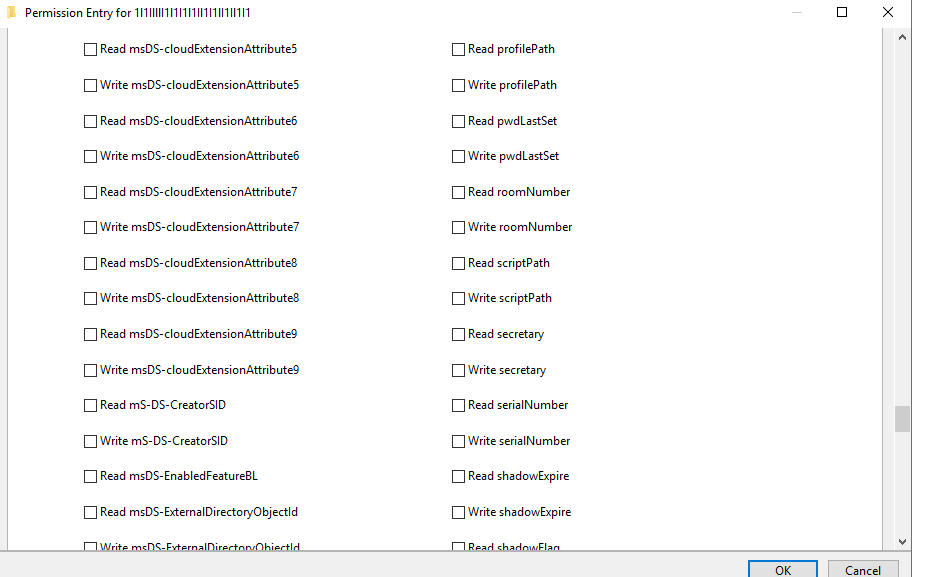 Permission Entry for
Read msDS-cloudExtensionAttribute5
Read profilePath
Write msDS-cloudExtensionAttribute5
Write profilePath
Read msDS-cloudExtensionAttribute6
Read pwdLastSet
Write msDS-cloudExtensionAttribute6
Write pwdLastSet
Read msDS-cloudExtensionAttribute7
Read roomNumber
Write msDS-cloudExtensionAttribute7
Write roomNumber
Read msDS-cloudExtensionAttribute8
Read scriptPath
Write msDS-cloudExtensionAttribute8
Write scriptPath
Read msDS-cloudExtensionAttribute9
Read secretary
Write msDS-cloudExtensionAttribute9
Write secretary
Read mS-DS-CreatorSID
Read serialNumber
Write mS-DS-CreatorSID
Write serialNumber
Read msDS-EnabledFeatureBL
Read shadowExpire
Read msDS-ExternalDirectoryObjectId
Write shadowExpire
Write msDS-ExternalDirectoryObjectId
Read shadowFlag
OK
Cancel